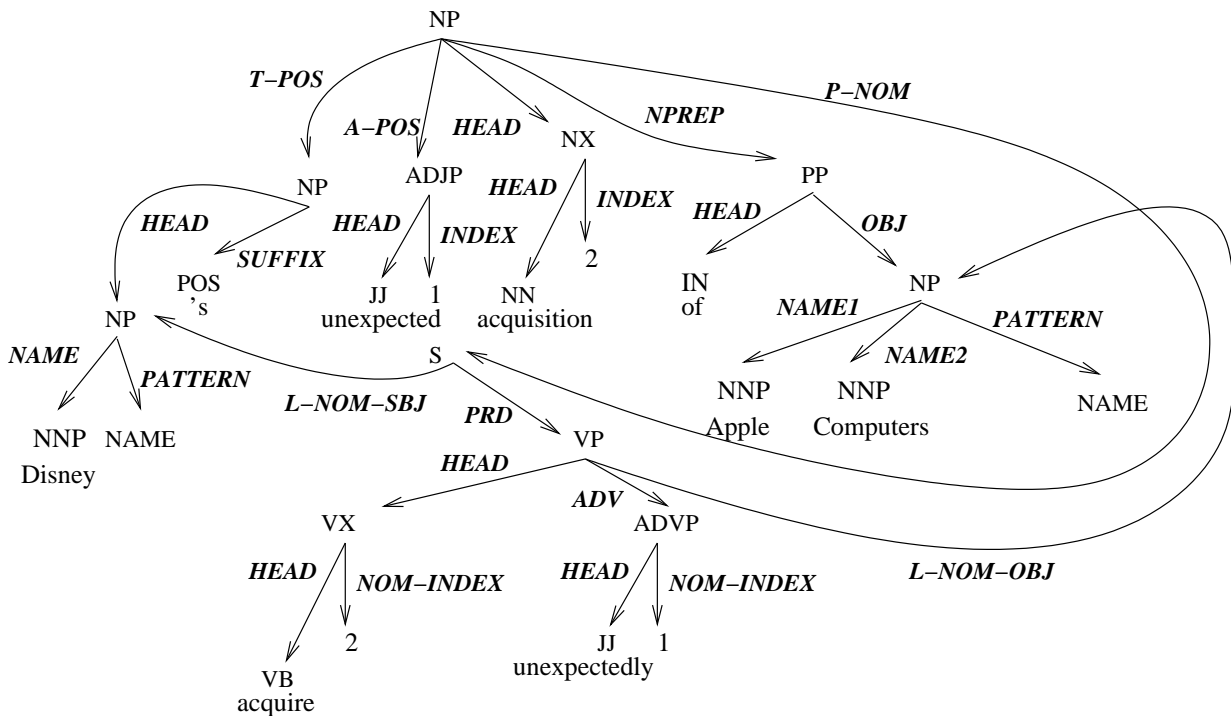 NP
T−POS
P−NOM
A−POS HEAD NPREP
NX
NP ADJP PP
HEAD INDEX HEAD
HEAD HEAD INDEX OBJ
SUFFIX
2
POS JJ 1 NN IN NP
's unexpected acquisition of
NP NAME1 PATTERN
NAME S NAME2
PATTERN
L−NOM−SBJ PRD NNP NNP NAME
NNP NAME Apple Computers
VP
Disney HEAD
ADV
VX ADVP
HEAD NOM−INDEX HEAD NOM−INDEX L−NOM−OBJ
2 JJ 1
VB unexpectedly
acquire